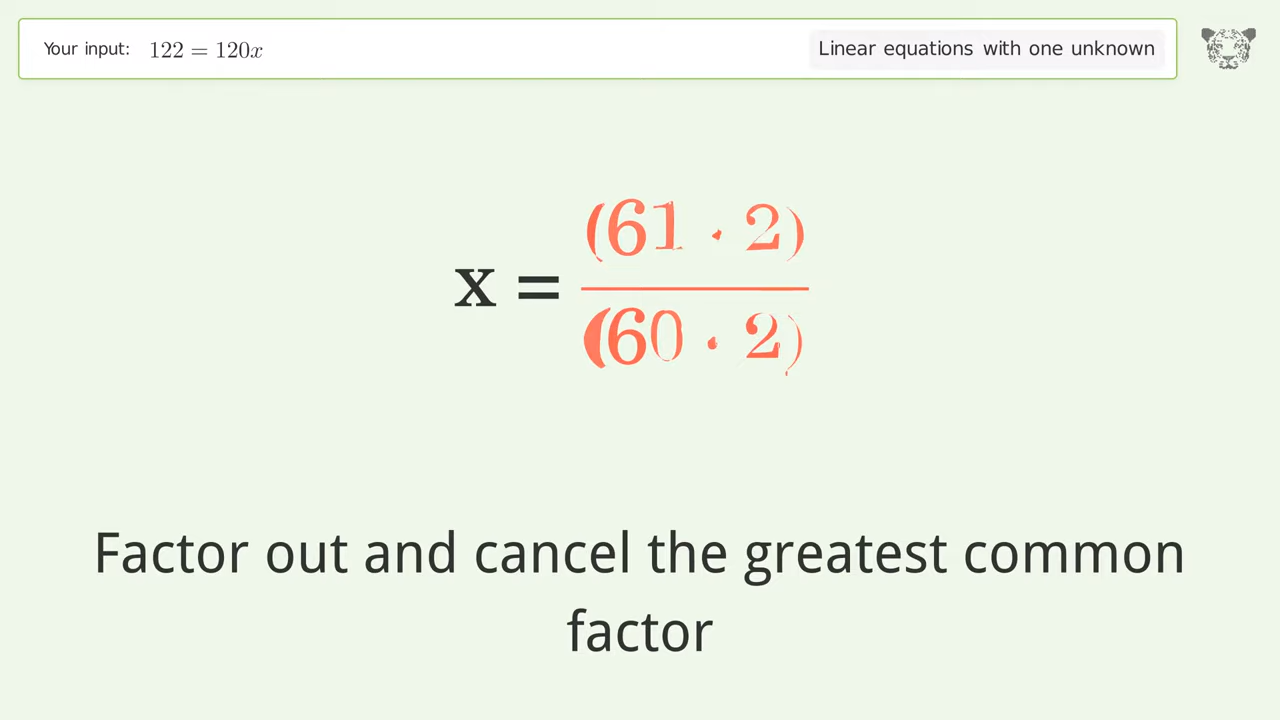 Your input: 122 = 120x
Linear equations with one unknown
x = (61 · 2) / (60 · 2)
Factor out and cancel the greatest common
factor